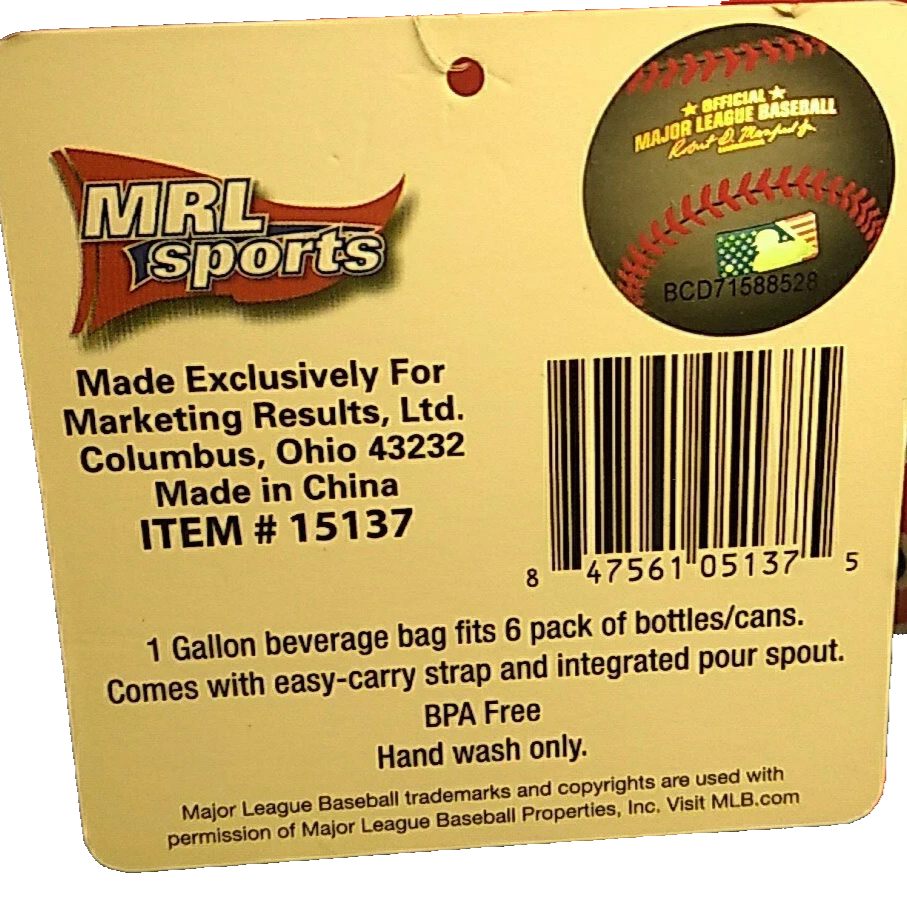 MRL
sports
★ OFFICIAL ★
MAJOR LEAGUE BASEBALL
BCD71588528
Made Exclusively For
Marketing Results, Ltd.
Columbus, Ohio 43232
Made in China
ITEM # 15137
8 47561 05137 5
1 Gallon beverage bag fits 6 pack of bottles/cans.
Comes with easy-carry strap and integrated pour spout.
BPA Free
Hand wash only.
Major League Baseball trademarks and copyrights are used with
permission of Major League Baseball Properties, Inc. Visit MLB.com